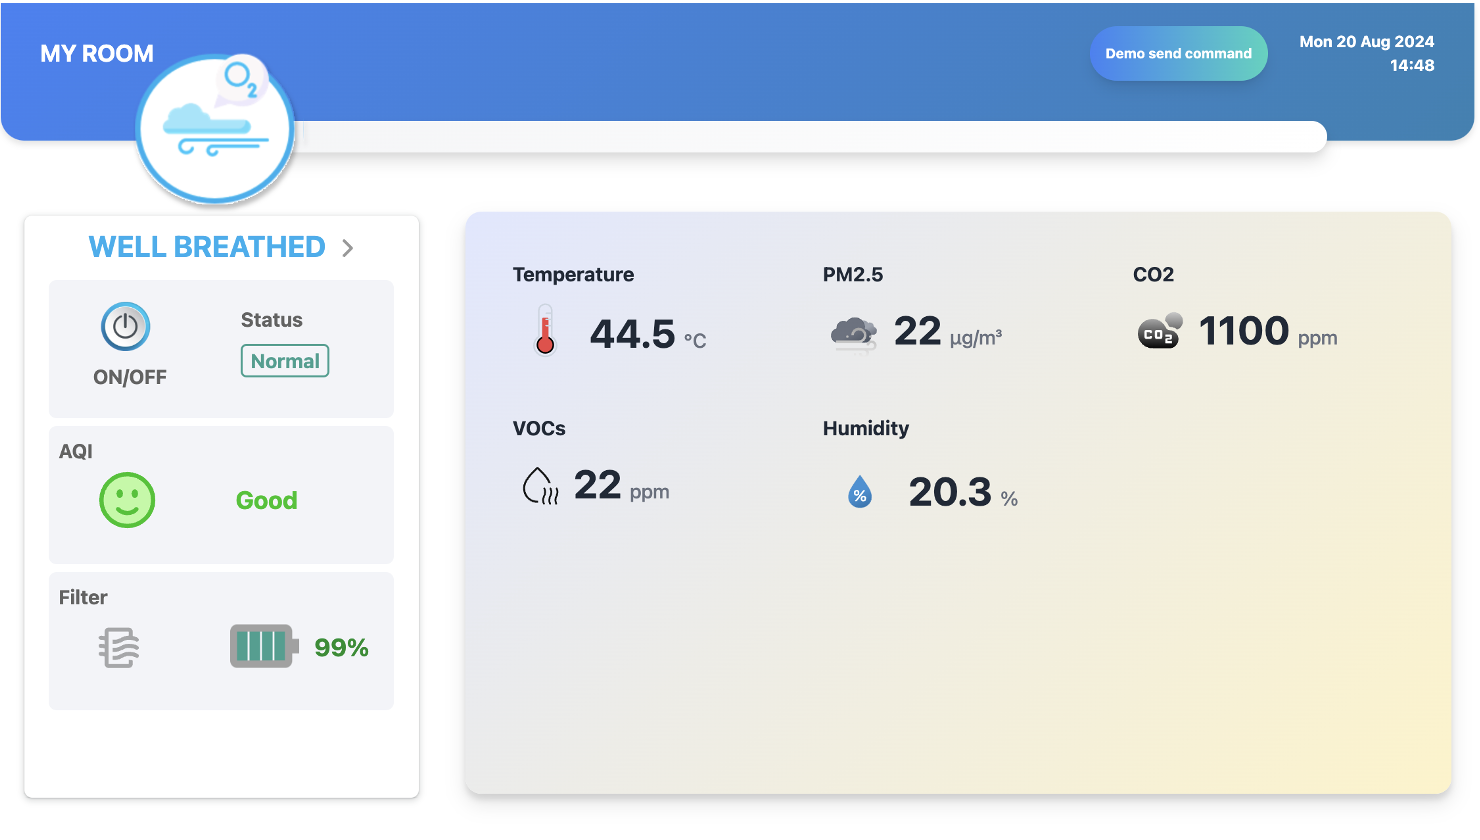 MY ROOM
O2
Demo send command
Mon 20 Aug 2024
14:48
WELL BREATHED
ON/OFF
Status
Normal
AQI
Good
Filter
99%
Temperature
44.5 °C
PM2.5
22 µg/m³
CO2
CO2
1100 ppm
VOCs
22 ppm
Humidity
%
20.3 %